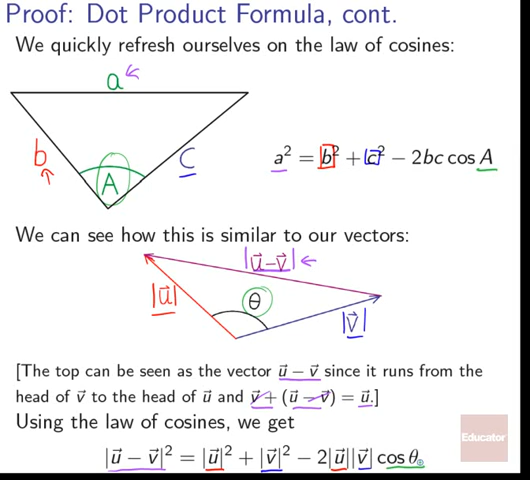 Proof: Dot Product Formula, cont.
We quickly refresh ourselves on the law of cosines:
a
b
c
A
a² = b² + c² − 2bc cos A
We can see how this is similar to our vectors:
|u⃗−v⃗|
|u⃗|
θ
|v⃗|
[The top can be seen as the vector u⃗ − v⃗ since it runs from the
head of v⃗ to the head of u⃗ and v⃗ + (u⃗ − v⃗) = u⃗.]
Using the law of cosines, we get
Educator
|u⃗ − v⃗|² = |u⃗|² + |v⃗|² − 2|u⃗||v⃗| cos θ